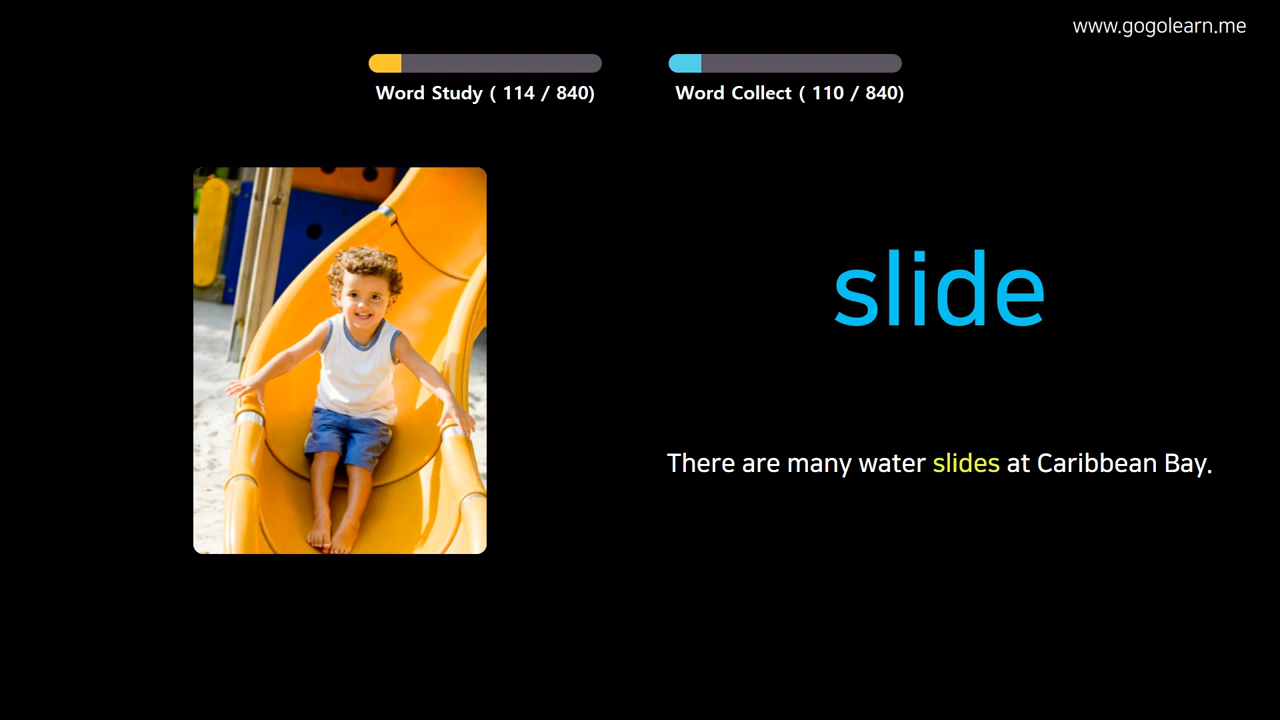 www.gogolearn.me
Word Study ( 114 / 840)
Word Collect ( 110 / 840)
slide
There are many water slides at Caribbean Bay.